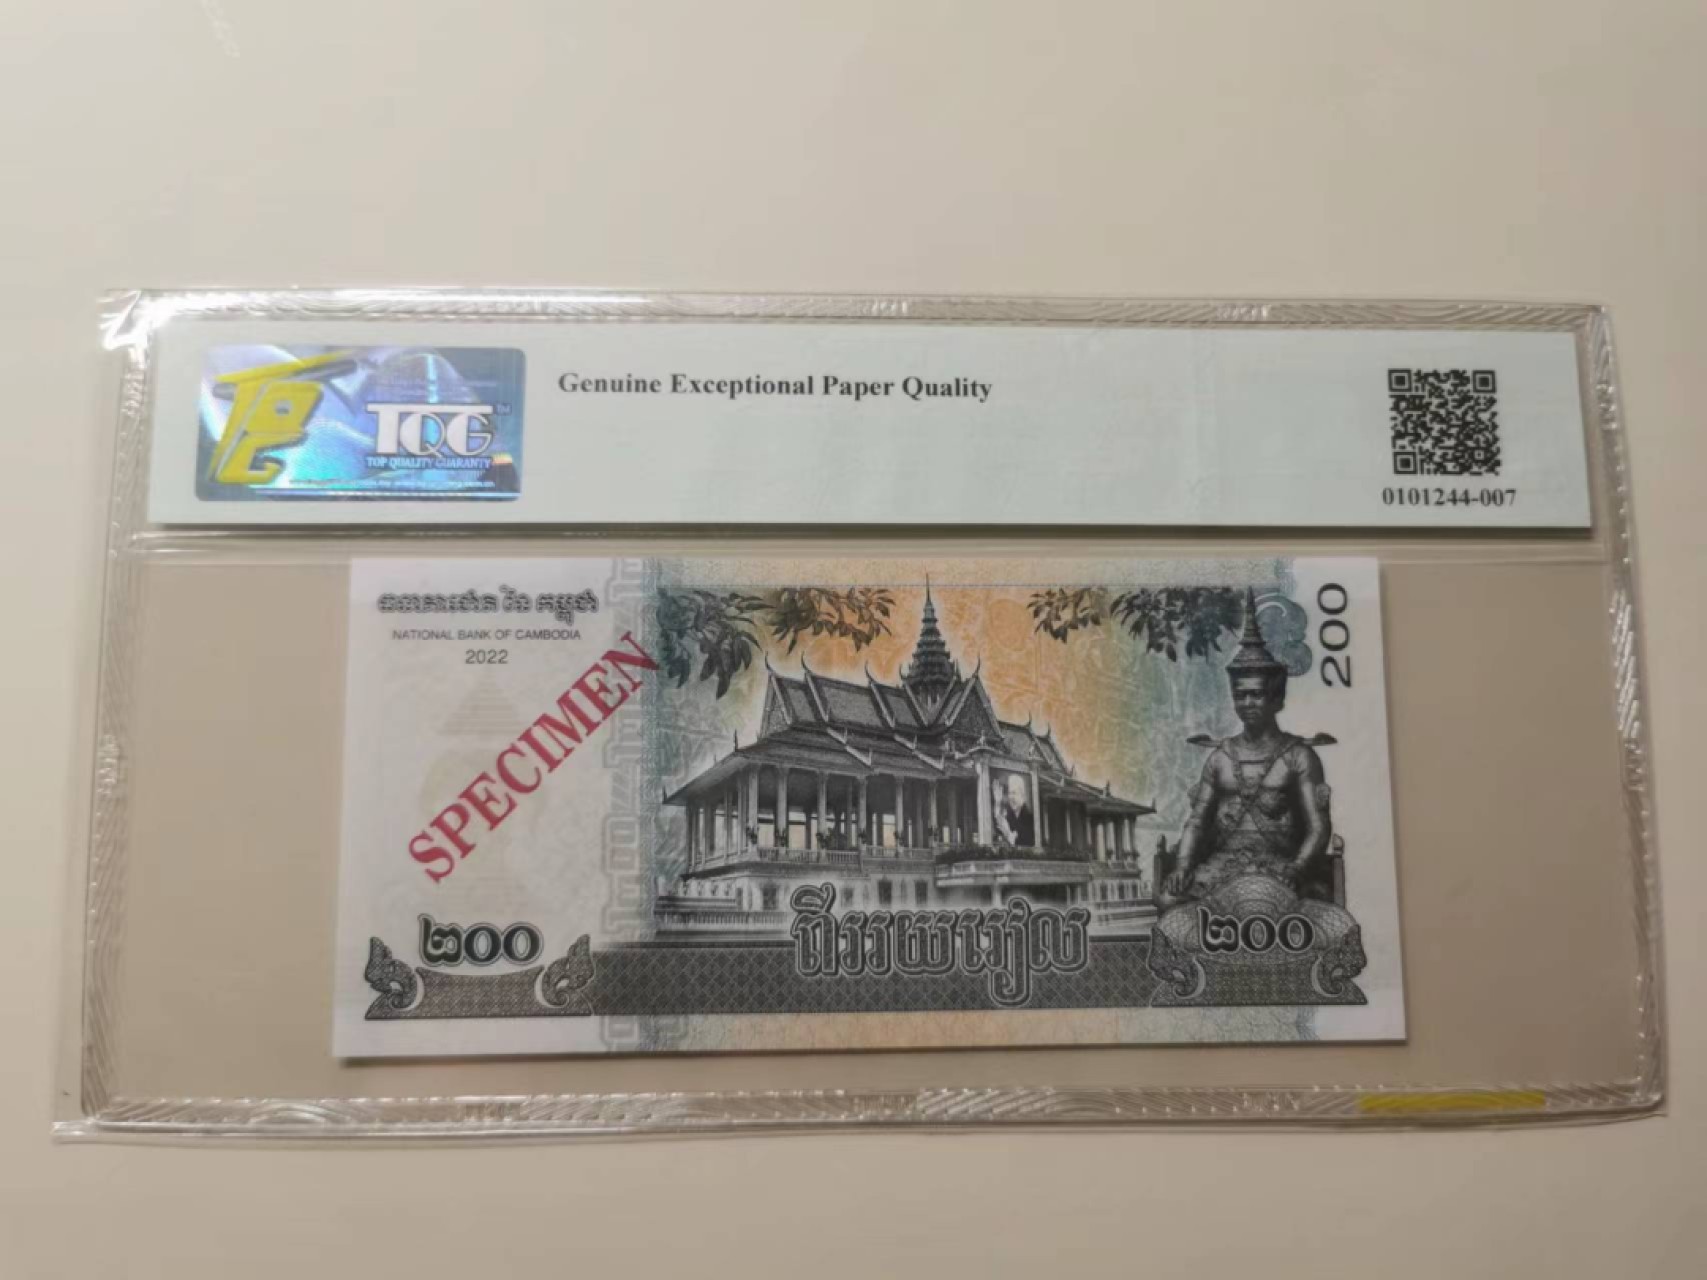 TQG
TOP QUALITY GUARANTY
Genuine Exceptional Paper Quality
0101244-007
ធនាគារជាតិ នៃ កម្ពុជា
NATIONAL BANK OF CAMBODIA
2022
SPECIMEN
200
២០០
ពីររយរៀល
២០០